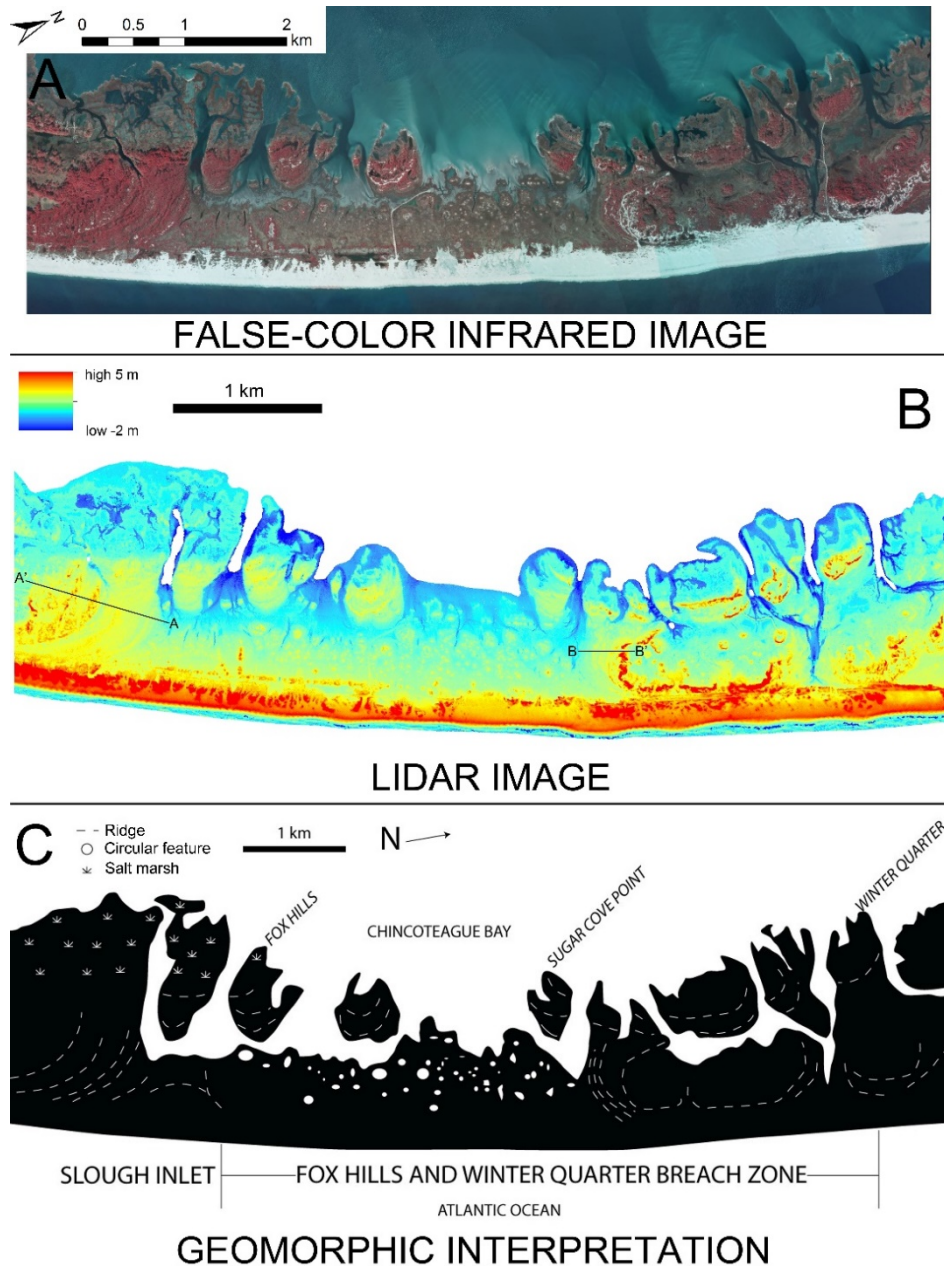 N
0 0.5 1 2
km
A
FALSE-COLOR INFRARED IMAGE
high 5 m
low -2 m
1 km
B
A'
A
B
B'
LIDAR IMAGE
C
Ridge
Circular feature
Salt marsh
1 km
N
FOX HILLS
CHINCOTEAGUE BAY
SUGAR COVE POINT
WINTER QUARTER
SLOUGH INLET
FOX HILLS AND WINTER QUARTER BREACH ZONE
ATLANTIC OCEAN
GEOMORPHIC INTERPRETATION